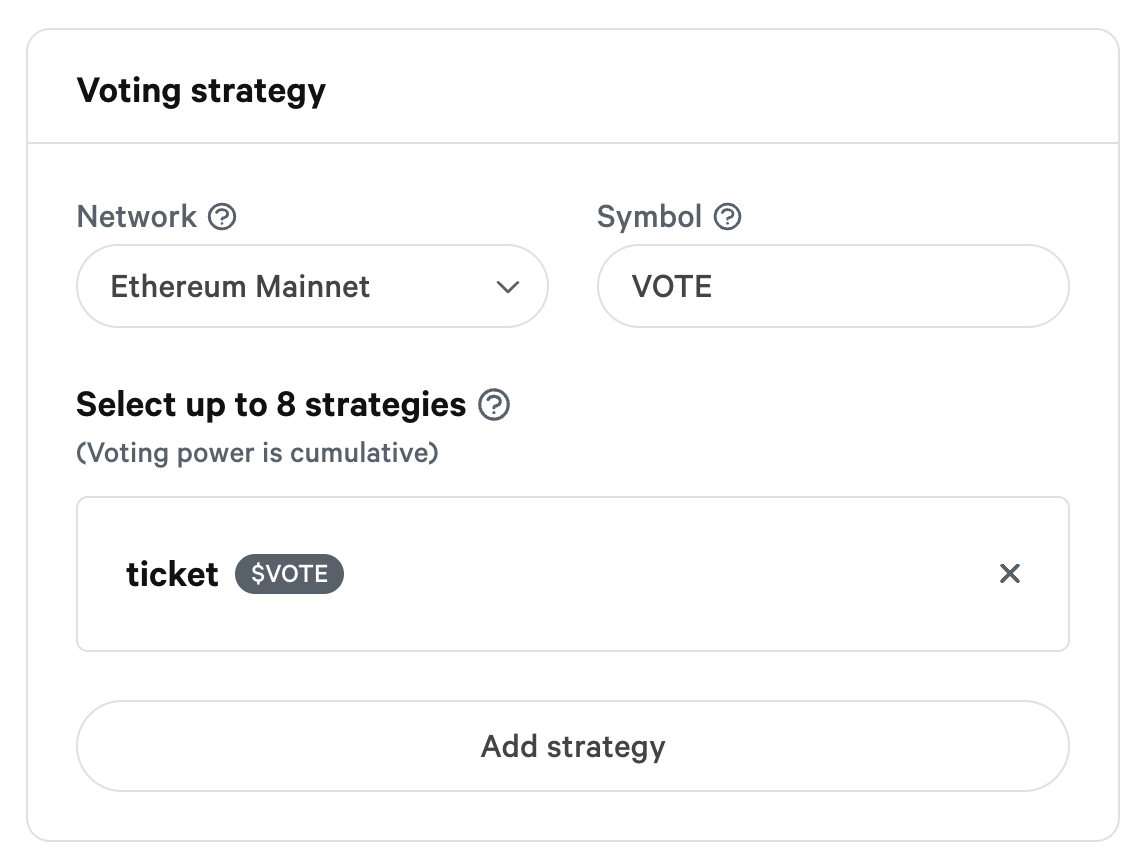 Voting strategy
Network
Symbol
Ethereum Mainnet
VOTE
Select up to 8 strategies
(Voting power is cumulative)
ticket $VOTE
Add strategy